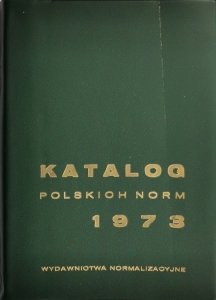 KATALOG
POLSKICH NORM
1973
WYDAWNICTWA NORMALIZACYJNE